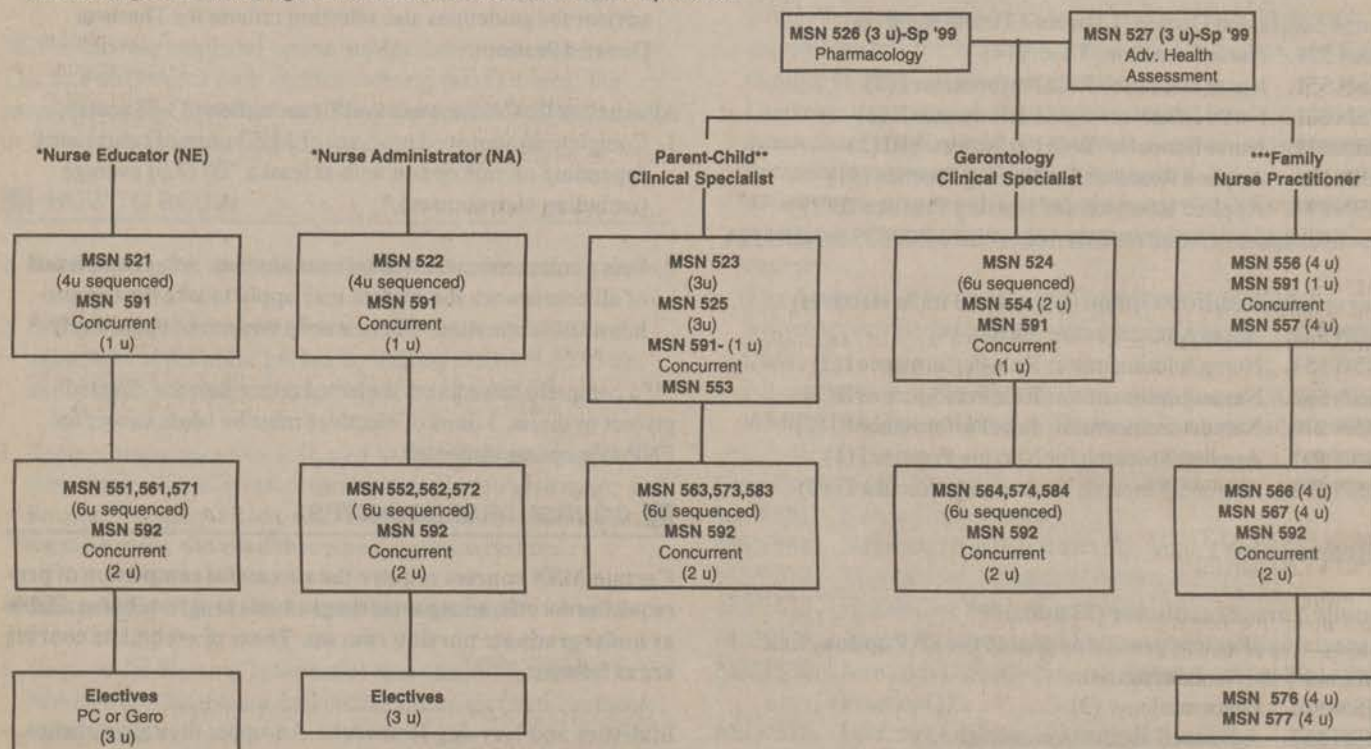 MSN 526 (3 u)-Sp '99
Pharmacology
MSN 527 (3 u)-Sp '99
Adv. Health
Assessment
*Nurse Educator (NE)
*Nurse Administrator (NA)
Parent-Child**
Clinical Specialist
Gerontology
Clinical Specialist
***Family
Nurse Practitioner
MSN 521
(4u sequenced)
MSN 591
Concurrent
(1 u)
MSN 522
(4u sequenced)
MSN 591
Concurrent
(1 u)
MSN 523
(3u)
MSN 525
(3u)
MSN 591- (1 u)
Concurrent
MSN 553
MSN 524
(6u sequenced)
MSN 554 (2 u)
MSN 591
Concurrent
(1 u)
MSN 556 (4 u)
MSN 591 (1 u)
Concurrent
MSN 557 (4 u)
MSN 551,561,571
(6u sequenced)
MSN 592
Concurrent
(2 u)
MSN 552,562,572
( 6u sequenced)
MSN 592
Concurrent
(2 u)
MSN 563,573,583
(6u sequenced)
MSN 592
Concurrent
(2 u)
MSN 564,574,584
(6u sequenced)
MSN 592
Concurrent
(2 u)
MSN 566 (4 u)
MSN 567 (4 u)
MSN 592
Concurrent
(2 u)
Electives
PC or Gero
(3 u)
Electives
(3 u)
MSN 576 (4 u)
MSN 577 (4 u)